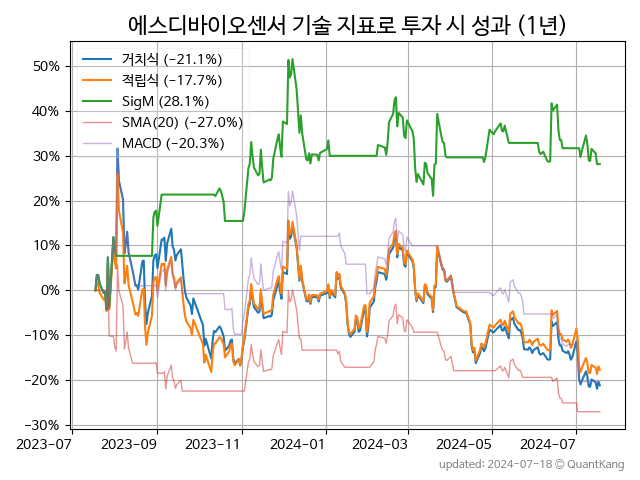 에스디바이오센서 기술 지표로 투자 시 성과 (1년)
거치식 (−21.1%)
적립식 (−17.7%)
SigM (28.1%)
SMA(20) (−27.0%)
MACD (−20.3%)
50%
40%
30%
20%
10%
0%
−10%
−20%
−30%
2023-07 2023-09 2023-11 2024-01 2024-03 2024-05 2024-07
updated: 2024-07-18 © QuantKang